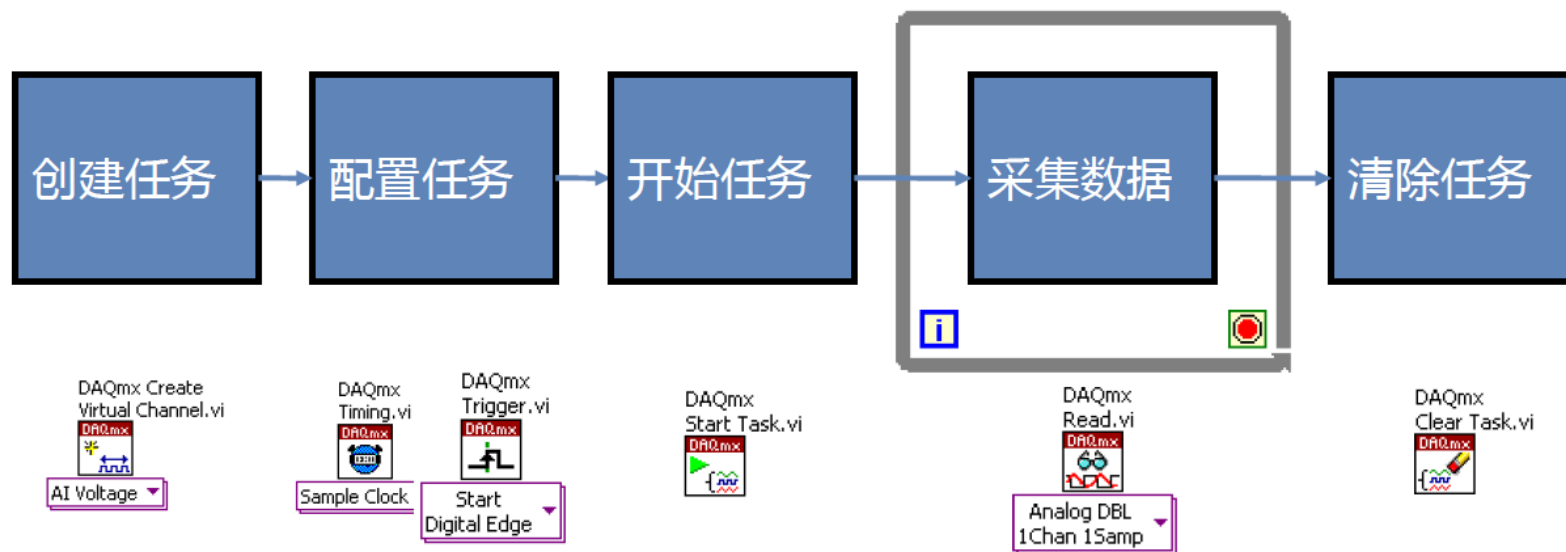 创建任务
配置任务
开始任务
采集数据
清除任务
i
DAQmx Create
Virtual Channel.vi
DAQmx
AI Voltage
DAQmx
Timing.vi
DAQmx
Sample Clock
DAQmx
Trigger.vi
DAQmx
Start
Digital Edge
DAQmx
Start Task.vi
DAQmx
DAQmx
Read.vi
DAQmx
Analog DBL
1Chan 1Samp
DAQmx
Clear Task.vi
DAQmx